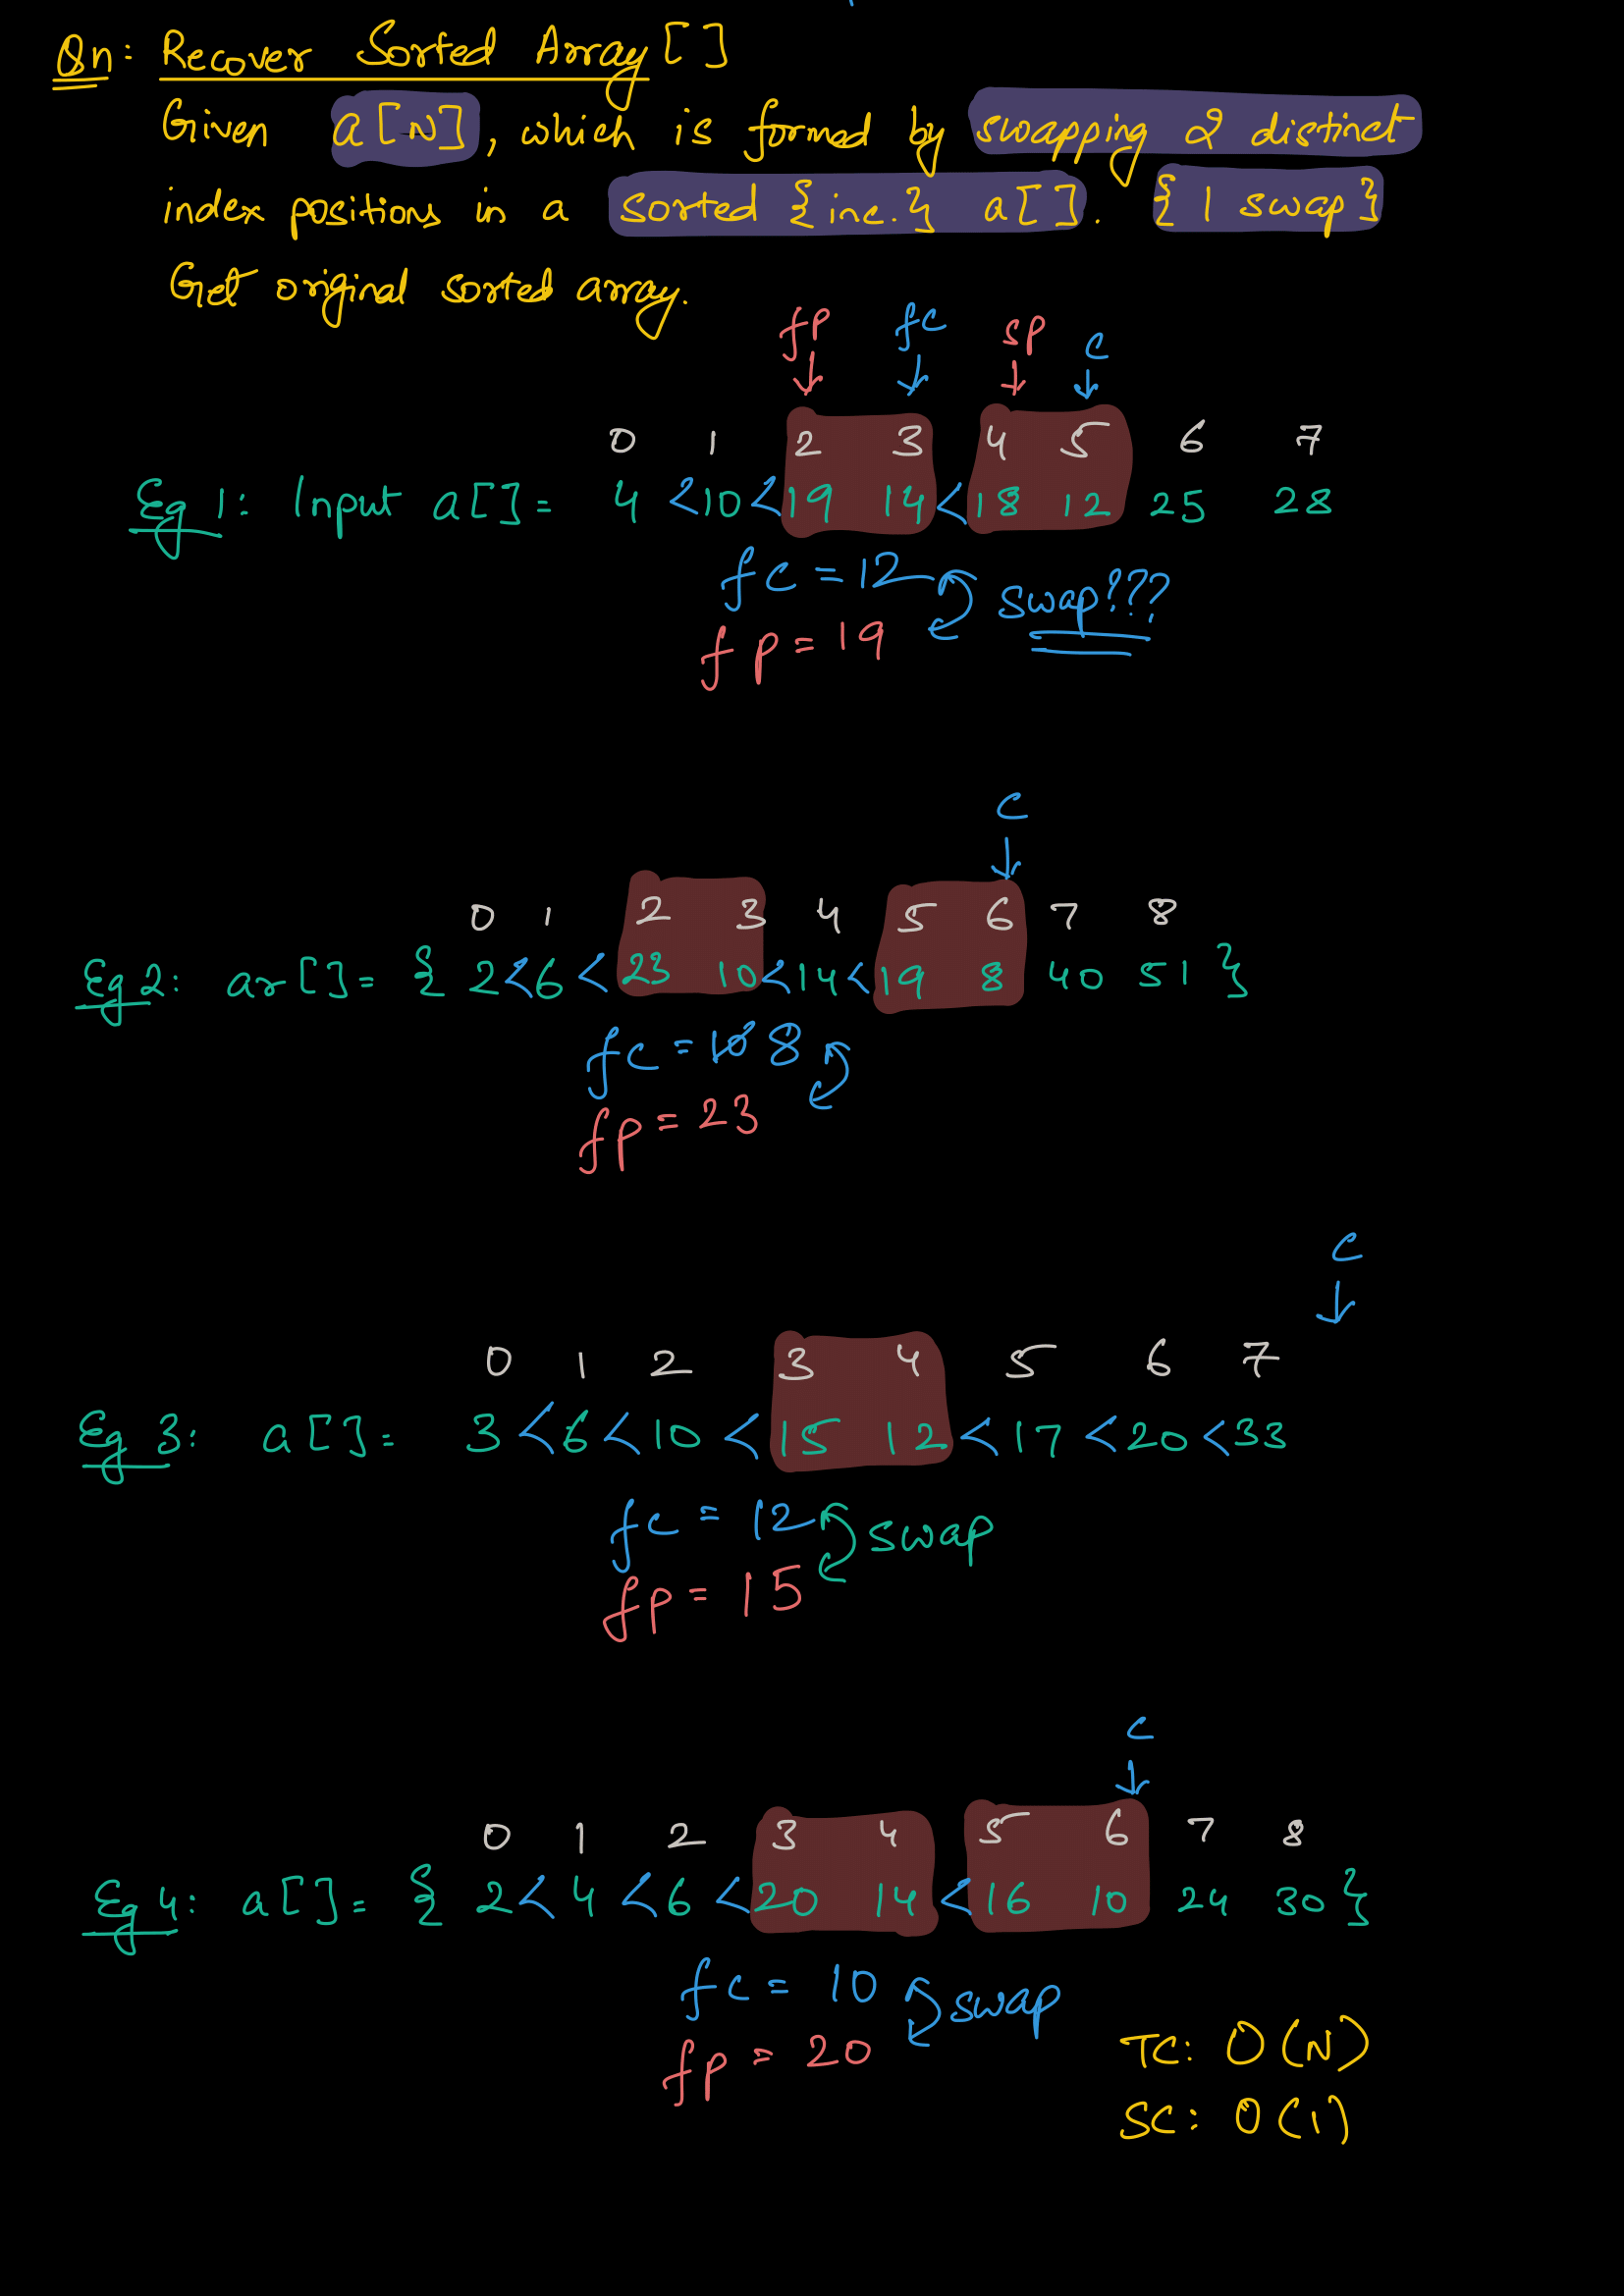 Qn: Recover Sorted Array[]
Given a[N], which is formed by swapping 2 distinct
index positions in a sorted {inc.} a[]. {1 swap}
Get original sorted array.
fp fc sp c
0 1 2 3 4 5 6 7
Eg 1: Input a[]= 4 < 10 < 19 14 < 18 12 25 28
fc = 12 swap???
fp = 19
c
0 1 2 3 4 5 6 7 8
Eg 2: ar[]= { 2 < 6 < 23 10 < 14 < 19 8 40 51 }
fc = 10 8
fp = 23
c
0 1 2 3 4 5 6 7
Eg 3: a[]= 3 < 6 < 10 < 15 12 < 17 < 20 < 33
fc = 12 swap
fp = 15
c
0 1 2 3 4 5 6 7 8
Eg 4: a[]= { 2 < 4 < 6 < 20 14 < 16 10 24 30 }
fc = 10 swap
fp = 20
TC: O(N)
SC: O(1)